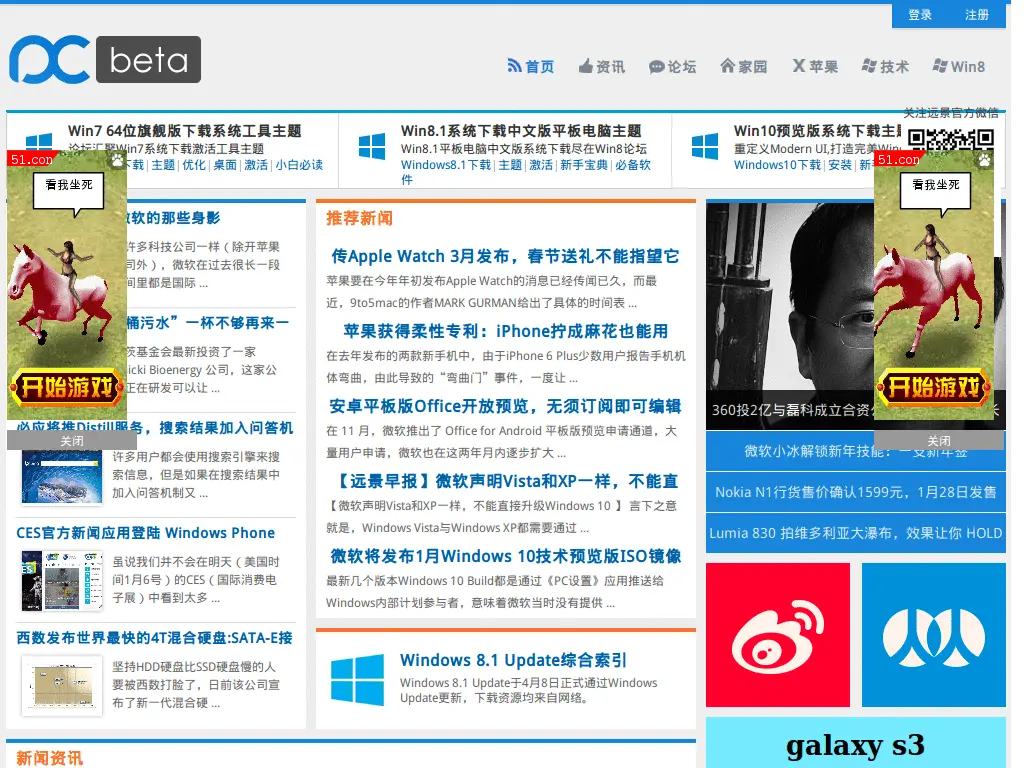 登录 注册
pc beta
首页 资讯 论坛 家园 苹果 技术 Win8
关注远景官方微信
Win7 64位旗舰版下载系统工具主题
论坛汇聚Win7系统下载激活工具主题
下载|主题|优化|桌面|激活|小白必读
Win8.1系统下载中文版平板电脑主题
Win8.1平板电脑中文版系统下载尽在Win8论坛
Windows8.1下载|主题|激活|新手宝典|必备软
件
Win10预览版系统下载主题
重定义Modern UI,打造完美Win
Windows10下载|安装|新
51.com
看我坐死
开始游戏
关闭
软的那些身影
许多科技公司一样（除开苹果
司外），微软在过去很长一段
间里都是国际 ...
桶污水”一杯不够再来一
茨基金会最新投资了一家
icki Bioenergy 公司，这家公
正在研发可以让 ...
必应将推Distill服务，搜索结果加入问答机
许多用户都会使用搜索引擎来搜
索信息，但是如果在搜索结果中
加入问答机制又 ...
CES官方新闻应用登陆 Windows Phone
虽说我们并不会在明天（美国时
间1月6号）的CES（国际消费电
子展）中看到太多 ...
西数发布世界最快的4T混合硬盘:SATA-E接
坚持HDD硬盘比SSD硬盘慢的人
要被西数打脸了，日前该公司宣
布了新一代混合硬 ...
新闻资讯
推荐新闻
传Apple Watch 3月发布，春节送礼不能指望它
苹果要在今年年初发布Apple Watch的消息已经传闻已久，而最
近，9to5mac的作者MARK GURMAN给出了具体的时间表 ...
苹果获得柔性专利：iPhone拧成麻花也能用
在去年发布的两款新手机中，由于iPhone 6 Plus少数用户报告手机机
体弯曲，由此导致的“弯曲门”事件，一度让 ...
安卓平板版Office开放预览，无须订阅即可编辑
在 11 月，微软推出了 Office for Android 平板版预览申请通道，大
量用户申请，微软也在这两年月内逐步扩大 ...
【远景早报】微软声明Vista和XP一样，不能直
【微软声明Vista和XP一样，不能直接升级Windows 10 】 言下之意
就是，Windows Vista与Windows XP都需要通过 ...
微软将发布1月Windows 10技术预览版ISO镜像
最新几个版本Windows 10 Build都是通过《PC设置》应用推送给
Windows内部计划参与者，意味着微软当时没有提供 ...
Windows 8.1 Update综合索引
Windows 8.1 Update于4月8日正式通过Windows
Update更新，下载资源均来自网络。
51.com
看我坐死
开始游戏
关闭
360投2亿与磊科成立合资 长
微软小冰解锁新年技能：一支新年签
Nokia N1行货售价确认1599元，1月28日发售
Lumia 830 拍维多利亚大瀑布，效果让你 HOLD
galaxy s3